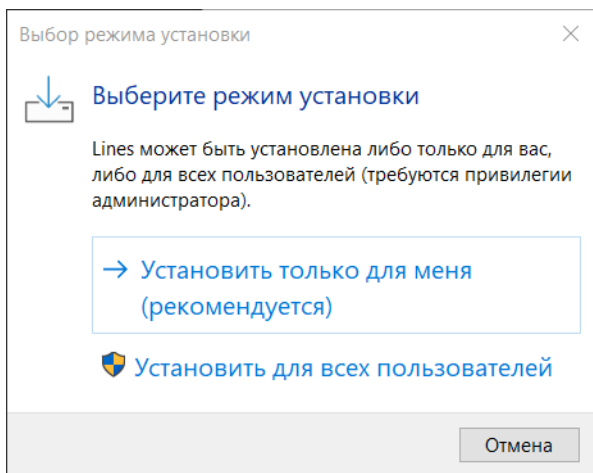 Выбор режима установки
Выберите режим установки
Lines может быть установлена либо только для вас,
либо для всех пользователей (требуются привилегии
администратора).
Установить только для меня
(рекомендуется)
Установить для всех пользователей
Отмена